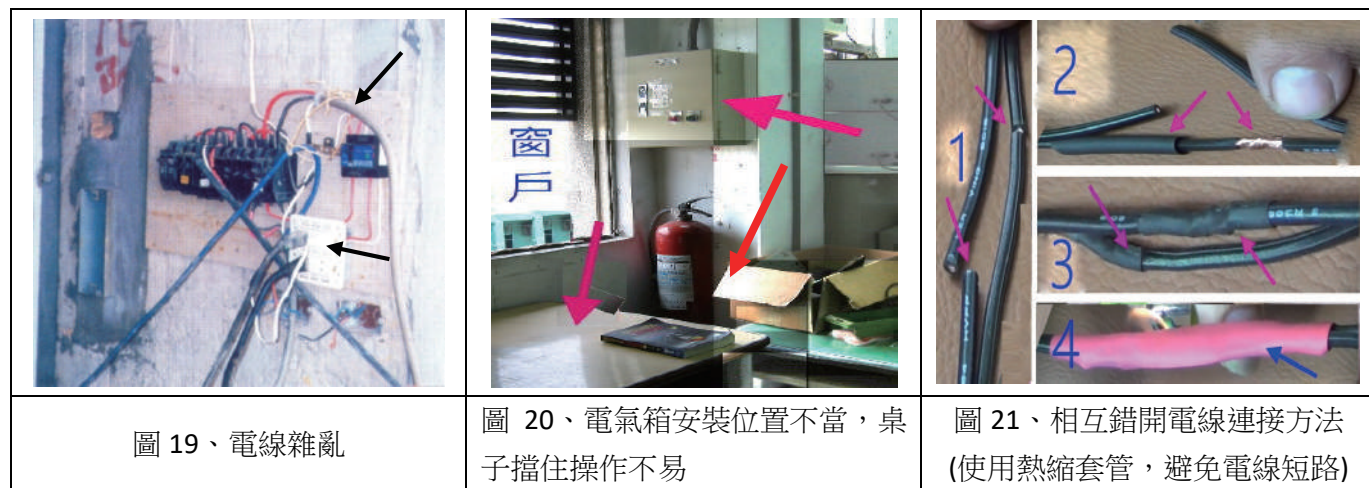 窗
戶
1
2
3
4
圖 19、電線雜亂
圖 20、電氣箱安裝位置不當，桌
子擋住操作不易
圖 21、相互錯開電線連接方法
(使用熱縮套管，避免電線短路)